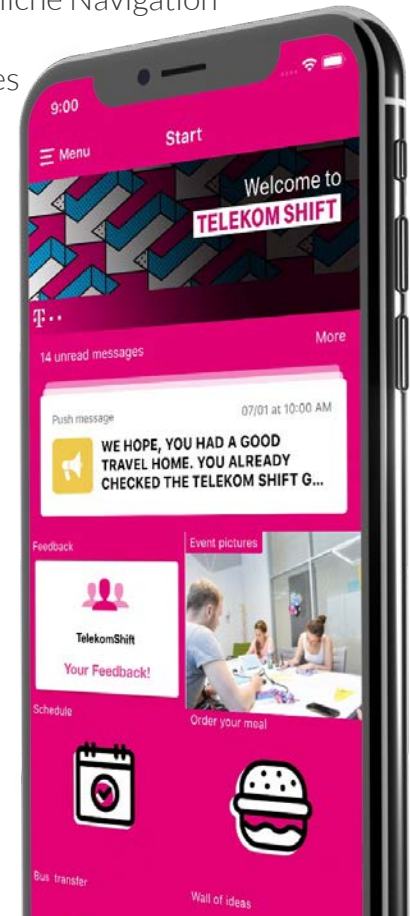 liche Navigation
es
9:00
Menu
Start
Welcome to
TELEKOM SHIFT
T..
14 unread messages
More
Push message
07/01 at 10:00 AM
WE HOPE, YOU HAD A GOOD
TRAVEL HOME. YOU ALREADY
CHECKED THE TELEKOM SHIFT G...
Feedback
Event pictures
TelekomShift
Your Feedback!
Schedule
Order your meal
Bus transfer
Wall of ideas